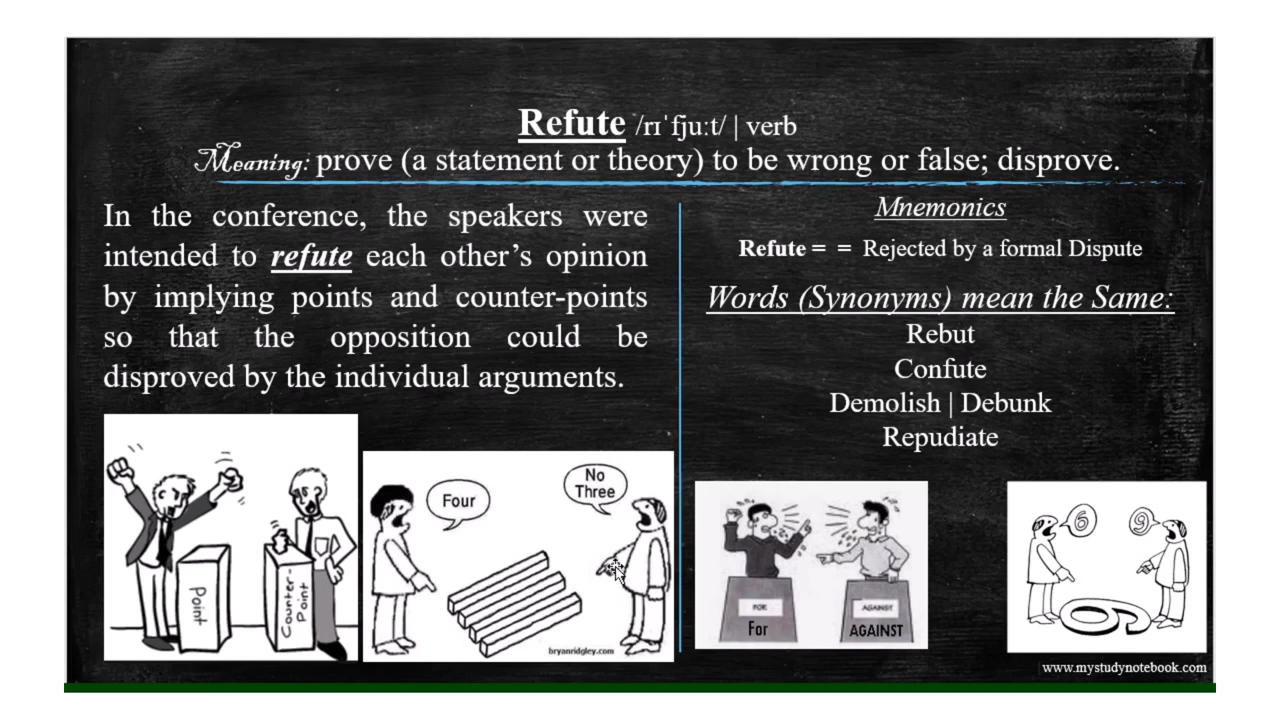 Refute /rɪˈfjuːt/ | verb
Meaning: prove (a statement or theory) to be wrong or false; disprove.
In the conference, the speakers were
intended to refute each other’s opinion
by implying points and counter-points
so that the opposition could be
disproved by the individual arguments.
Mnemonics
Refute = = Rejected by a formal Dispute
Words (Synonyms) mean the Same:
Rebut
Confute
Demolish | Debunk
Repudiate
Point
Counter-
Point
Four
No
Three
bryanridgley.com
FOR
For
AGAINST
AGAINST
6
9
6
www.mystudynotebook.com